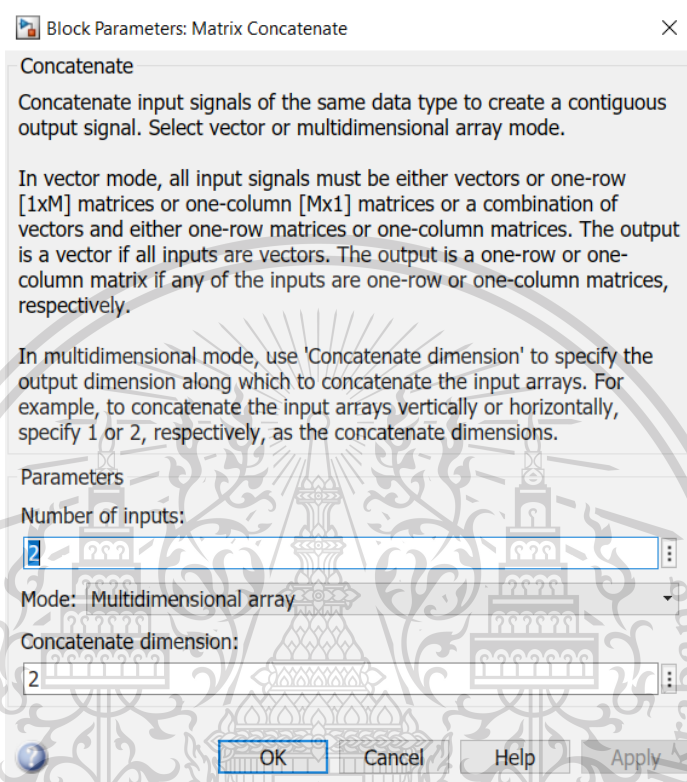 Block Parameters: Matrix Concatenate
Concatenate
Concatenate input signals of the same data type to create a contiguous
output signal. Select vector or multidimensional array mode.
In vector mode, all input signals must be either vectors or one-row
[1xM] matrices or one-column [Mx1] matrices or a combination of
vectors and either one-row matrices or one-column matrices. The output
is a vector if all inputs are vectors. The output is a one-row or one-
column matrix if any of the inputs are one-row or one-column matrices,
respectively.
In multidimensional mode, use 'Concatenate dimension' to specify the
output dimension along which to concatenate the input arrays. For
example, to concatenate the input arrays vertically or horizontally,
specify 1 or 2, respectively, as the concatenate dimensions.
Parameters
Number of inputs:
2
Mode: Multidimensional array
Concatenate dimension:
2
OK Cancel Help Apply